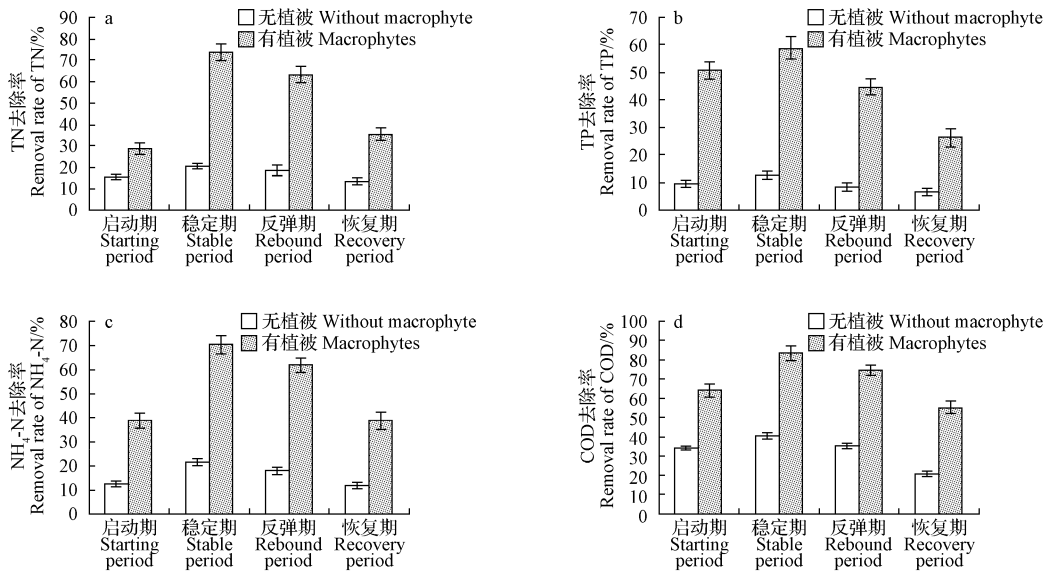 TN去除率
Removal rate of TN/%
90
80
70
60
50
40
30
20
10
0
a
无植被 Without macrophyte
有植被 Macrophytes
启动期
Starting
period
稳定期
Stable
period
反弹期
Rebound
period
恢复期
Recovery
period
TP去除率
Removal rate of TP/%
70
60
50
40
30
20
10
0
b
无植被 Without macrophyte
有植被 Macrophytes
启动期
Starting
period
稳定期
Stable
period
反弹期
Rebound
period
恢复期
Recovery
period
NH₄-N去除率
Removal rate of NH₄-N/%
80
70
60
50
40
30
20
10
0
c
无植被 Without macrophyte
有植被 Macrophytes
启动期
Starting
period
稳定期
Stable
period
反弹期
Rebound
period
恢复期
Recovery
period
COD去除率
Removal rate of COD/%
100
90
80
70
60
50
40
30
20
10
0
d
无植被 Without macrophyte
有植被 Macrophytes
启动期
Starting
period
稳定期
Stable
period
反弹期
Rebound
period
恢复期
Recovery
period